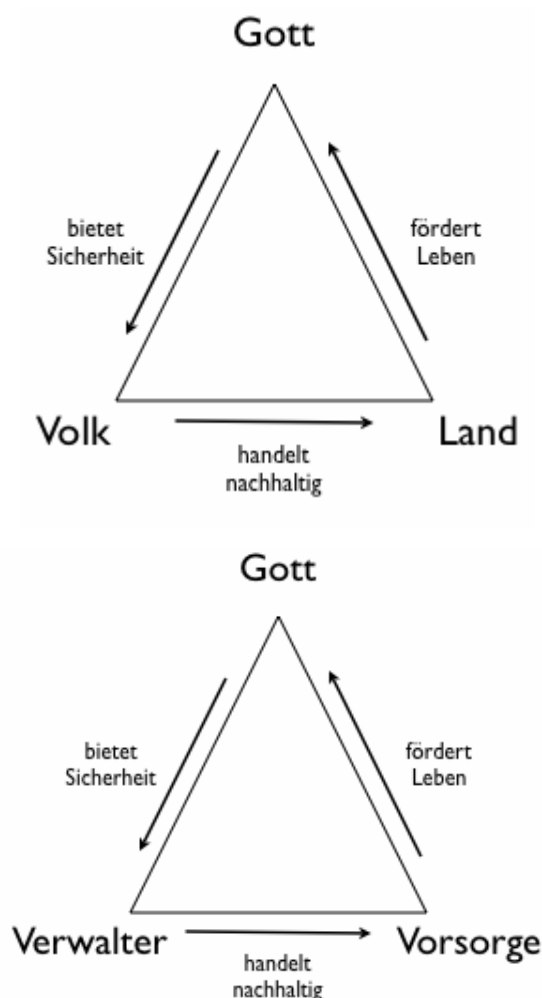 Gott
bietet
Sicherheit
fördert
Leben
Volk
Land
handelt
nachhaltig
Gott
bietet
Sicherheit
fördert
Leben
Verwalter
Vorsorge
handelt
nachhaltig